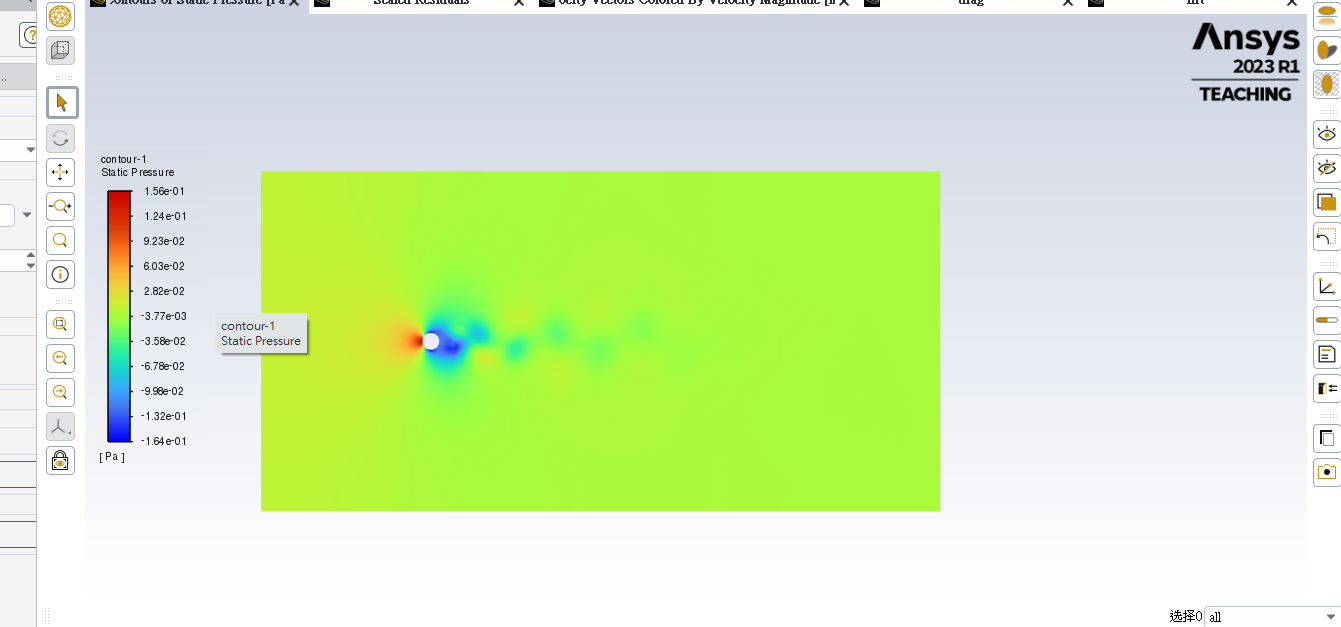 Contours of Static Pressure [Pa
Scaled Residuals
ocity Vectors Colored By Velocity Magnitude [m
drag
lift
Ansys
2023 R1
TEACHING
contour-1
Static Pressure
1.56e-01
1.24e-01
9.23e-02
6.03e-02
2.82e-02
-3.77e-03
-3.58e-02
-6.78e-02
-9.98e-02
-1.32e-01
-1.64e-01
[ Pa ]
contour-1
Static Pressure
选择0
all